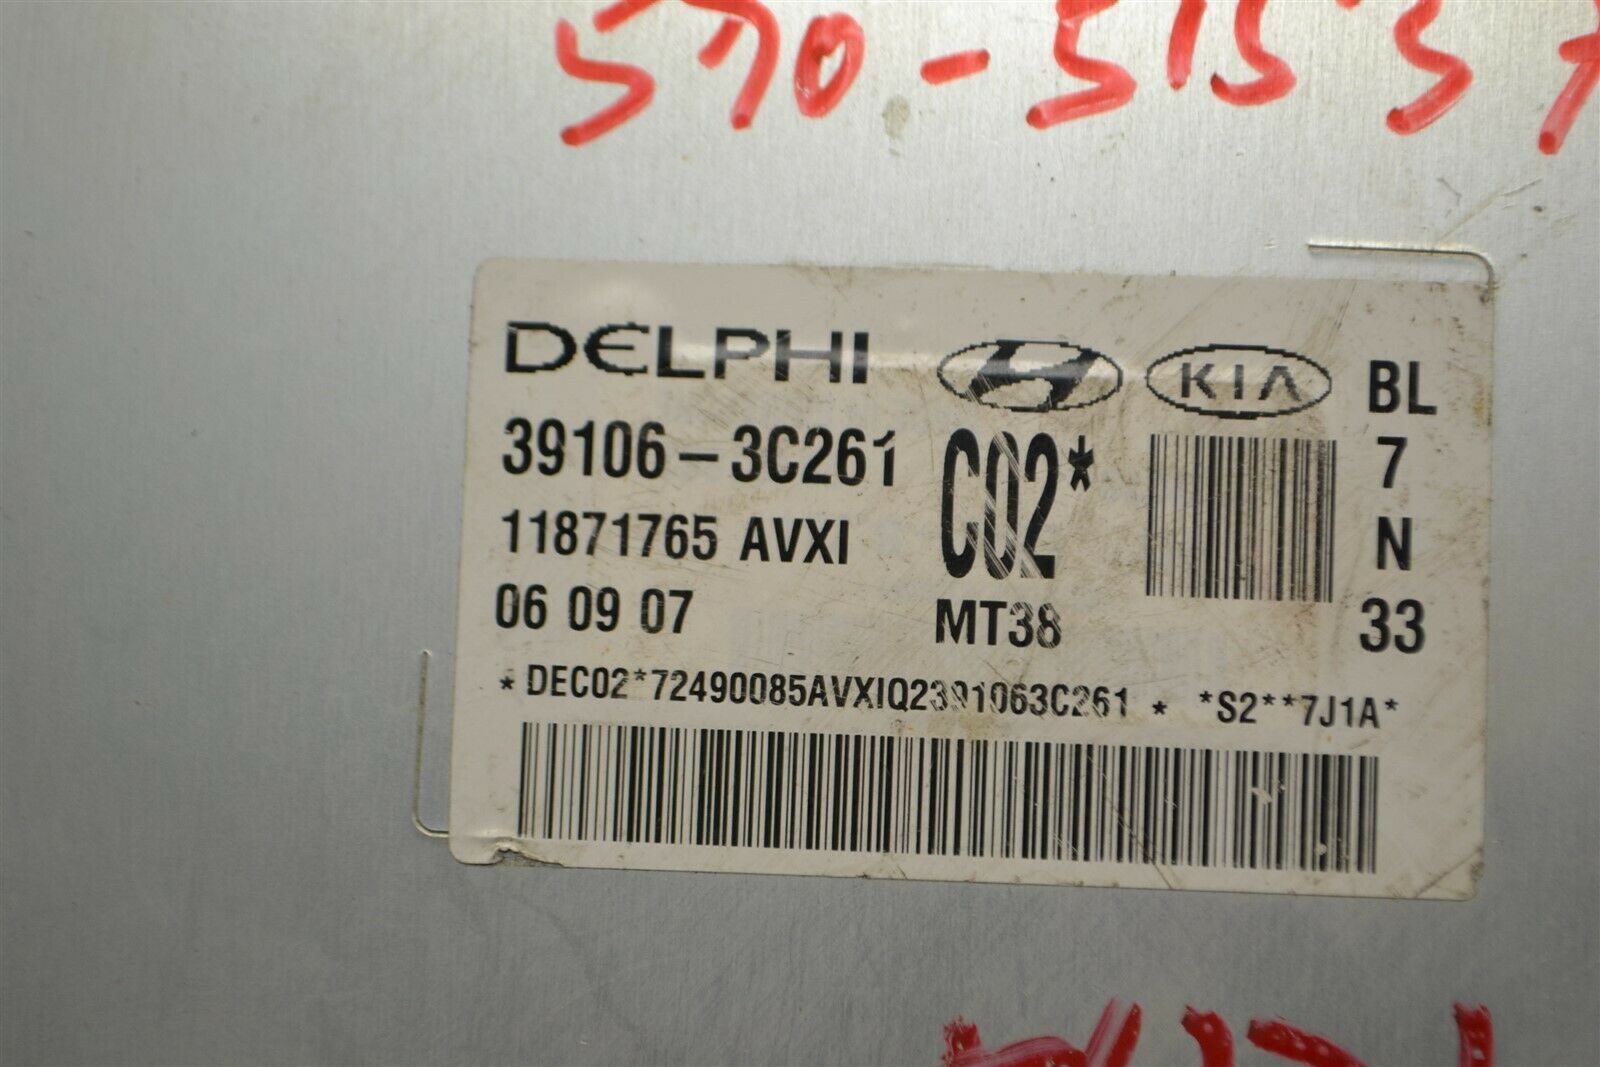 570-5153
DELPHI KIA BL
39106-3C261 C02* 7
11871765 AVXI N
06 09 07 MT38 33
*DEC02*72490085AVXIQ2391063C261* *S2**7J1A*